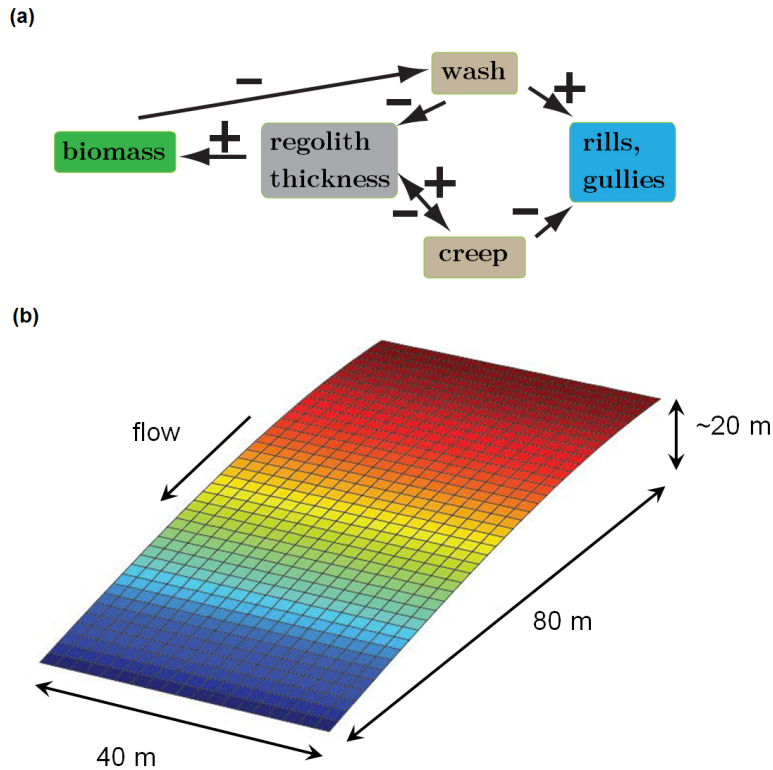 (a)
wash
−
−
+
biomass
+
regolith
thickness
rills,
gullies
+
−
−
creep
(b)
flow
~20 m
80 m
40 m